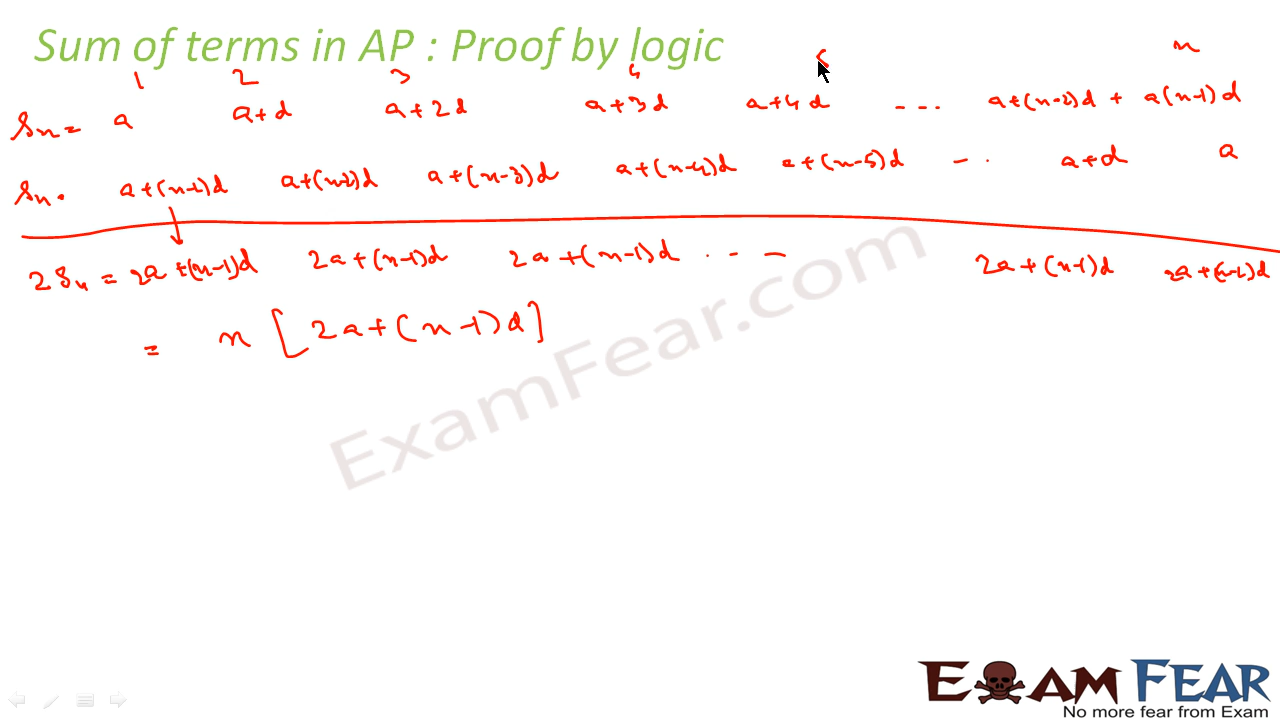 Sum of terms in AP : Proof by logic
1 2 3 4 5 n
Sn = a a+d a+2d a+3d a+4d --... a+(n-2)d + a(n-1)d
Sn. a+(n-1)d a+(n-2)d a+(n-3)d a+(n-4)d a+(n-5)d -.. a+d a
2Sn = 2a+(n-1)d 2a+(n-1)d 2a+(n-1)d ..-- 2a+(n-1)d 2a+(n-1)d
= n [2a+(n-1)d]
ExamFear.com
EXAM FEAR
No more fear from Exam